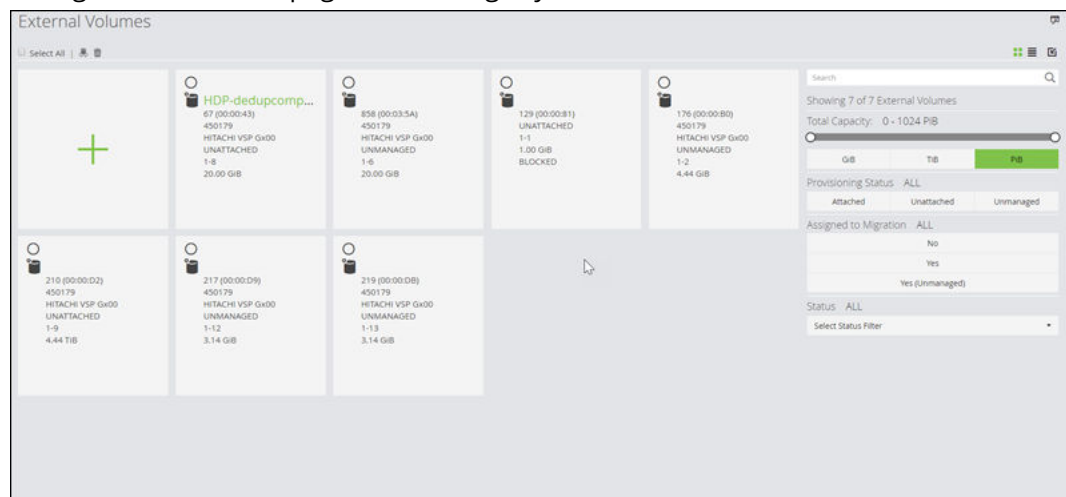 External Volumes
Select All |
HDP-dedupcomp...
67 (00:00:43)
450179
HITACHI VSP Gx00
UNATTACHED
1-8
20.00 GiB
858 (00:03:5A)
450179
HITACHI VSP Gx00
UNMANAGED
1-6
20.00 GiB
129 (00:00:81)
UNATTACHED
1-1
1.00 GiB
BLOCKED
176 (00:00:B0)
450179
HITACHI VSP Gx00
UNMANAGED
1-2
4.44 GiB
210 (00:00:D2)
450179
HITACHI VSP Gx00
UNATTACHED
1-9
4.44 TiB
217 (00:00:D9)
450179
HITACHI VSP Gx00
UNMANAGED
1-12
3.14 GiB
219 (00:00:DB)
450179
HITACHI VSP Gx00
UNMANAGED
1-13
3.14 GiB
Search
Showing 7 of 7 External Volumes
Total Capacity: 0 - 1024 PiB
GiB TiB PiB
Provisioning Status ALL
Attached Unattached Unmanaged
Assigned to Migration ALL
No
Yes
Yes (Unmanaged)
Status ALL
Select Status Filter